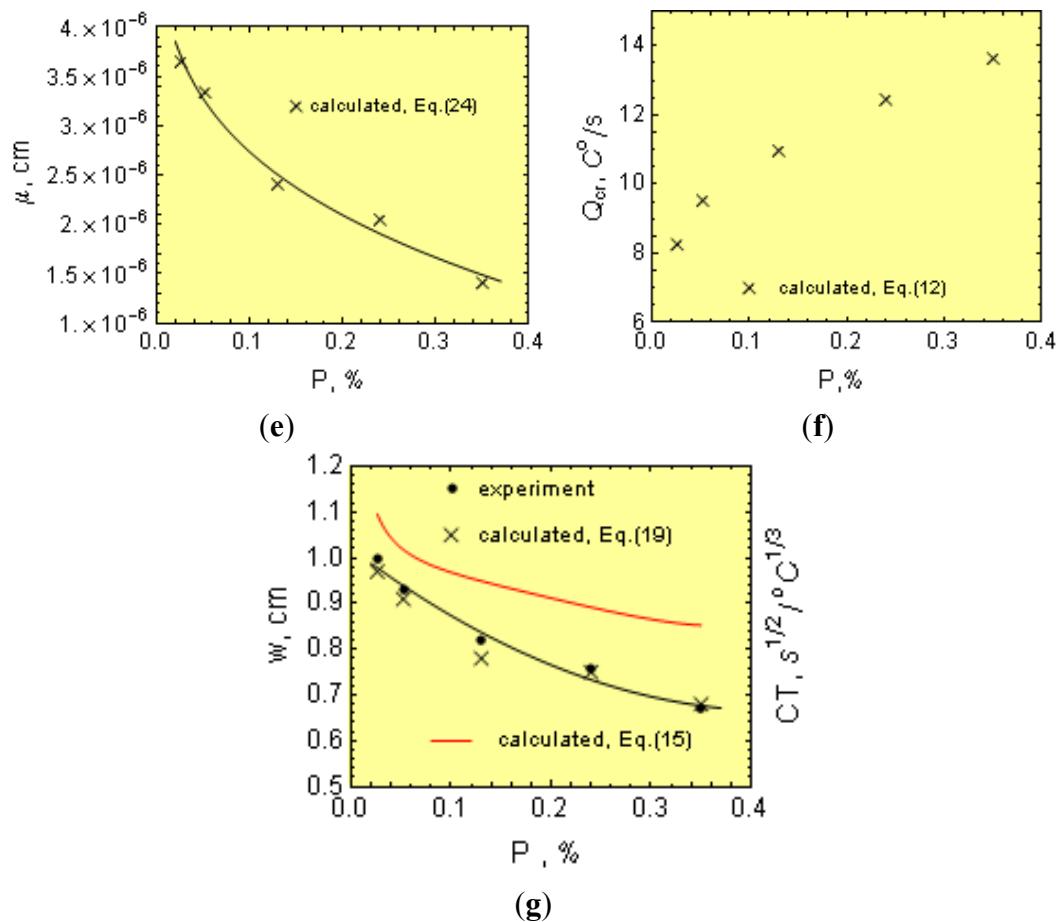 4.×10⁻⁶
3.5×10⁻⁶
3.×10⁻⁶
2.5×10⁻⁶
2.×10⁻⁶
1.5×10⁻⁶
1.×10⁻⁶
μ, cm
× calculated, Eq.(24)
0.0 0.1 0.2 0.3 0.4
P, %
(e)
14
12
10
8
6
Qcr, C°/s
× calculated, Eq.(12)
0.0 0.1 0.2 0.3 0.4
P,%
(f)
1.2
1.1
1.0
0.9
0.8
0.7
0.6
0.5
w, cm
• experiment
× calculated, Eq.(19)
calculated, Eq.(15)
CT, s^1/2/°C^1/3
0.0 0.1 0.2 0.3 0.4
P , %
(g)